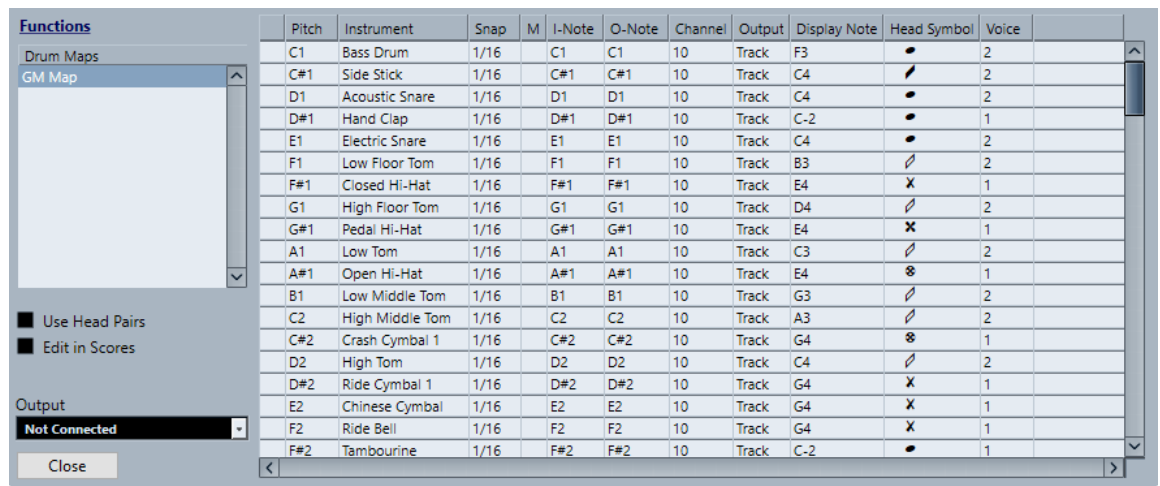 Functions
Drum Maps
GM Map
Use Head Pairs
Edit in Scores
Output
Not Connected
Close
Pitch Instrument Snap M I-Note O-Note Channel Output Display Note Head Symbol Voice
C1 Bass Drum 1/16 C1 C1 10 Track F3 2
C#1 Side Stick 1/16 C#1 C#1 10 Track C4 2
D1 Acoustic Snare 1/16 D1 D1 10 Track C4 2
D#1 Hand Clap 1/16 D#1 D#1 10 Track C-2 1
E1 Electric Snare 1/16 E1 E1 10 Track C4 2
F1 Low Floor Tom 1/16 F1 F1 10 Track B3 2
F#1 Closed Hi-Hat 1/16 F#1 F#1 10 Track E4 1
G1 High Floor Tom 1/16 G1 G1 10 Track D4 2
G#1 Pedal Hi-Hat 1/16 G#1 G#1 10 Track E4 1
A1 Low Tom 1/16 A1 A1 10 Track C3 2
A#1 Open Hi-Hat 1/16 A#1 A#1 10 Track E4 1
B1 Low Middle Tom 1/16 B1 B1 10 Track G3 2
C2 High Middle Tom 1/16 C2 C2 10 Track A3 2
C#2 Crash Cymbal 1 1/16 C#2 C#2 10 Track G4 1
D2 High Tom 1/16 D2 D2 10 Track C4 2
D#2 Ride Cymbal 1 1/16 D#2 D#2 10 Track G4 1
E2 Chinese Cymbal 1/16 E2 E2 10 Track G4 1
F2 Ride Bell 1/16 F2 F2 10 Track G4 1
F#2 Tambourine 1/16 F#2 F#2 10 Track C-2 1